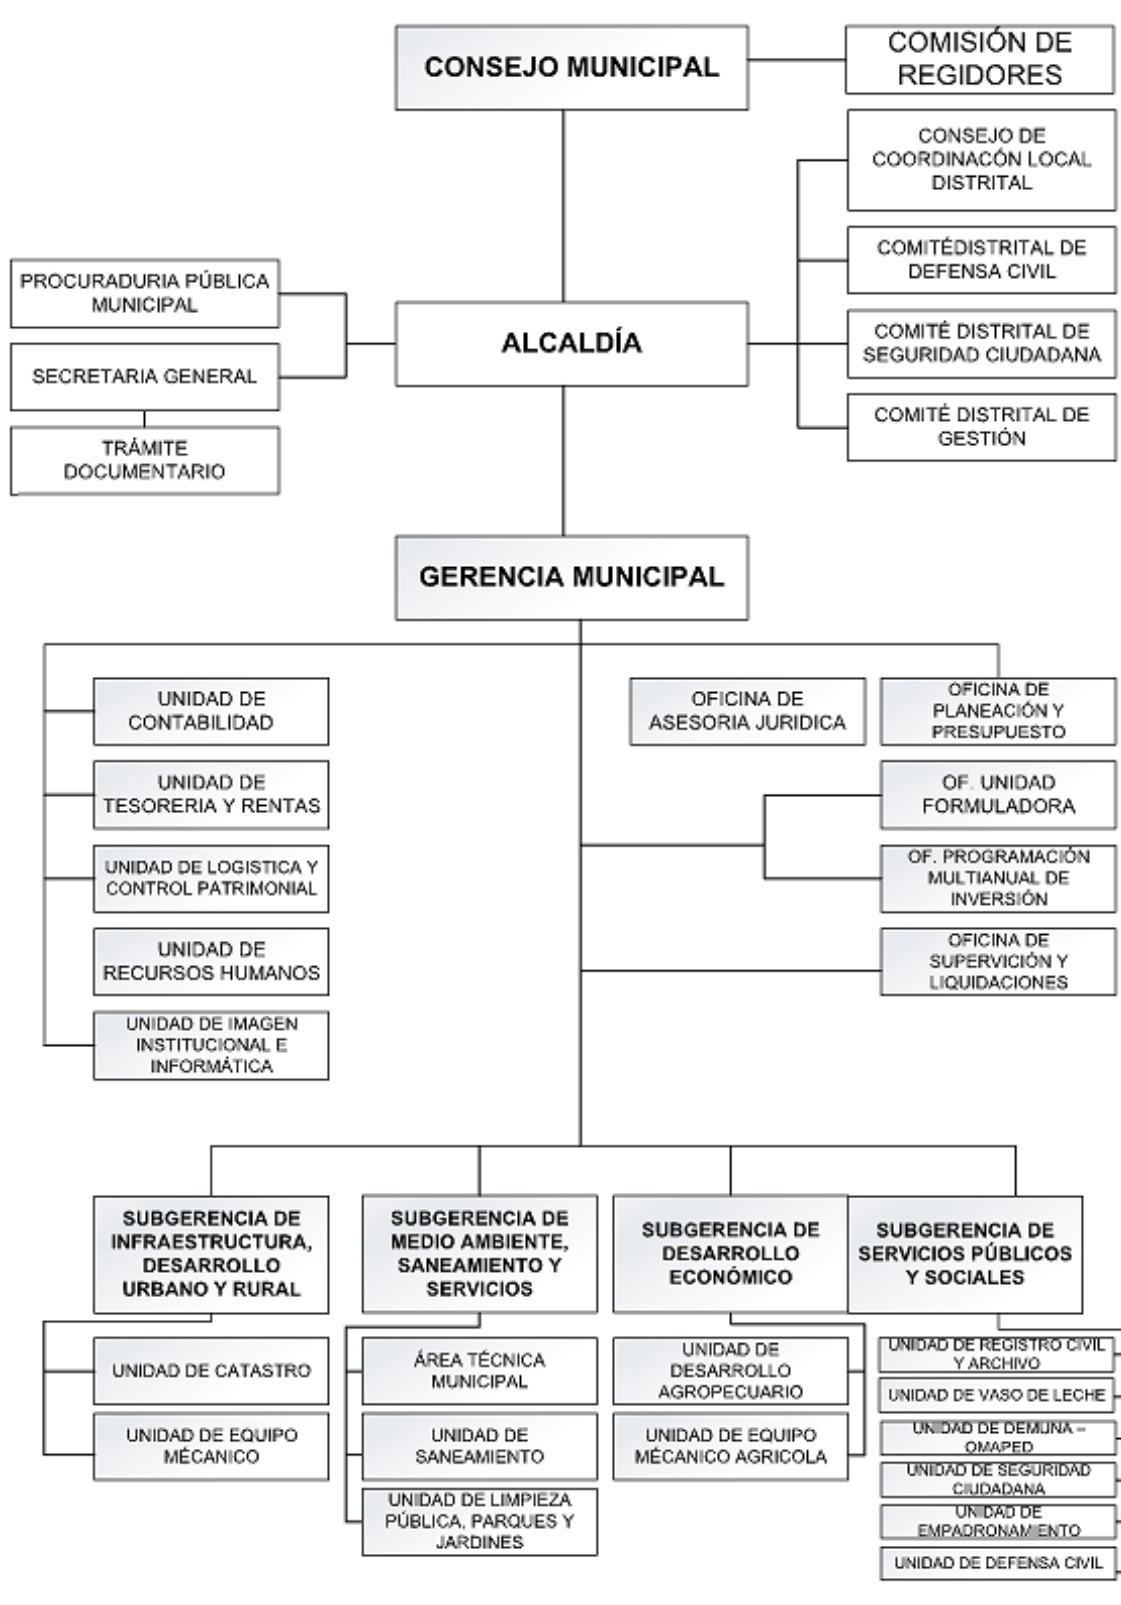 CONSEJO MUNICIPAL
COMISIÓN DE
REGIDORES
CONSEJO DE
COORDINACÓN LOCAL
DISTRITAL
COMITÉDISTRITAL DE
DEFENSA CIVIL
PROCURADURIA PÚBLICA
MUNICIPAL
ALCALDÍA
COMITÉ DISTRITAL DE
SEGURIDAD CIUDADANA
SECRETARIA GENERAL
COMITÉ DISTRITAL DE
GESTIÓN
TRÁMITE
DOCUMENTARIO
GERENCIA MUNICIPAL
UNIDAD DE
CONTABILIDAD
OFICINA DE
ASESORIA JURIDICA
OFICINA DE
PLANEACIÓN Y
PRESUPUESTO
UNIDAD DE
TESORERIA Y RENTAS
OF. UNIDAD
FORMULADORA
UNIDAD DE LOGISTICA Y
CONTROL PATRIMONIAL
OF. PROGRAMACIÓN
MULTIANUAL DE
INVERSIÓN
UNIDAD DE
RECURSOS HUMANOS
OFICINA DE
SUPERVICIÓN Y
LIQUIDACIONES
UNIDAD DE IMAGEN
INSTITUCIONAL E
INFORMÁTICA
SUBGERENCIA DE
INFRAESTRUCTURA,
DESARROLLO
URBANO Y RURAL
SUBGERENCIA DE
MEDIO AMBIENTE,
SANEAMIENTO Y
SERVICIOS
SUBGERENCIA DE
DESARROLLO
ECONÓMICO
SUBGERENCIA DE
SERVICIOS PÚBLICOS
Y SOCIALES
UNIDAD DE CATASTRO
UNIDAD DE EQUIPO
MÉCANICO
ÁREA TÉCNICA
MUNICIPAL
UNIDAD DE
SANEAMIENTO
UNIDAD DE LIMPIEZA
PÚBLICA, PARQUES Y
JARDINES
UNIDAD DE
DESARROLLO
AGROPECUARIO
UNIDAD DE EQUIPO
MÉCANICO AGRICOLA
UNIDAD DE REGISTRO CIVIL
Y ARCHIVO
UNIDAD DE VASO DE LECHE
UNIDAD DE DEMUNA –
OMAPED
UNIDAD DE SEGURIDAD
CIUDADANA
UNIDAD DE
EMPADRONAMIENTO
UNIDAD DE DEFENSA CIVIL